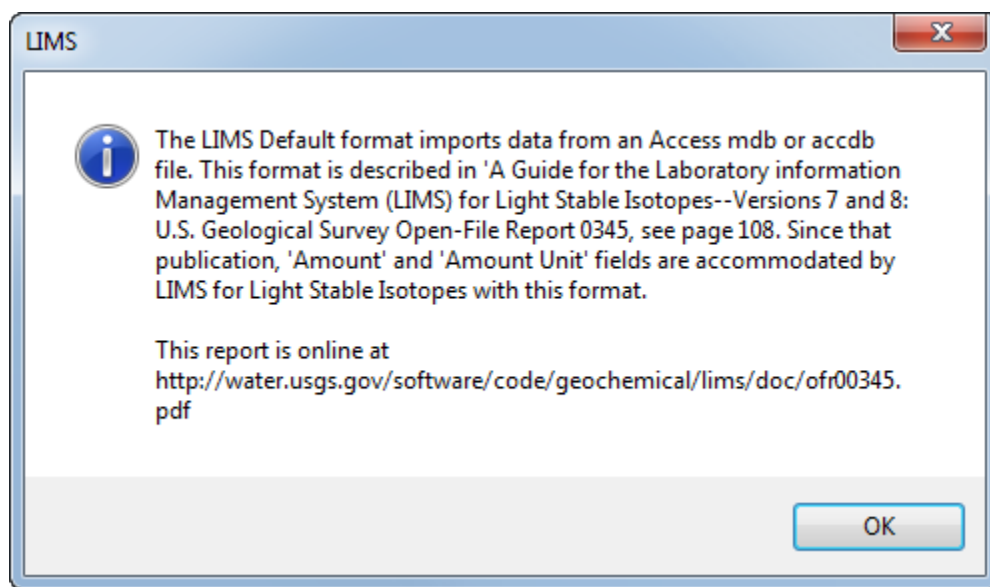 LIMS
The LIMS Default format imports data from an Access mdb or accdb
file. This format is described in 'A Guide for the Laboratory information
Management System (LIMS) for Light Stable Isotopes--Versions 7 and 8:
U.S. Geological Survey Open-File Report 0345, see page 108. Since that
publication, 'Amount' and 'Amount Unit' fields are accommodated by
LIMS for Light Stable Isotopes with this format.
This report is online at
http://water.usgs.gov/software/code/geochemical/lims/doc/ofr00345.
pdf
OK